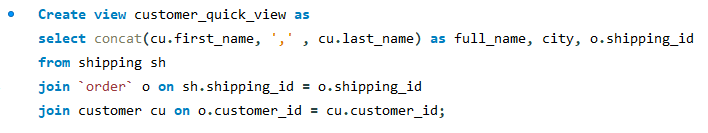 Create view customer_quick_view as
select concat(cu.first_name, ',' , cu.last_name) as full_name, city, o.shipping_id
from shipping sh
join `order` o on sh.shipping_id = o.shipping_id
join customer cu on o.customer_id = cu.customer_id;